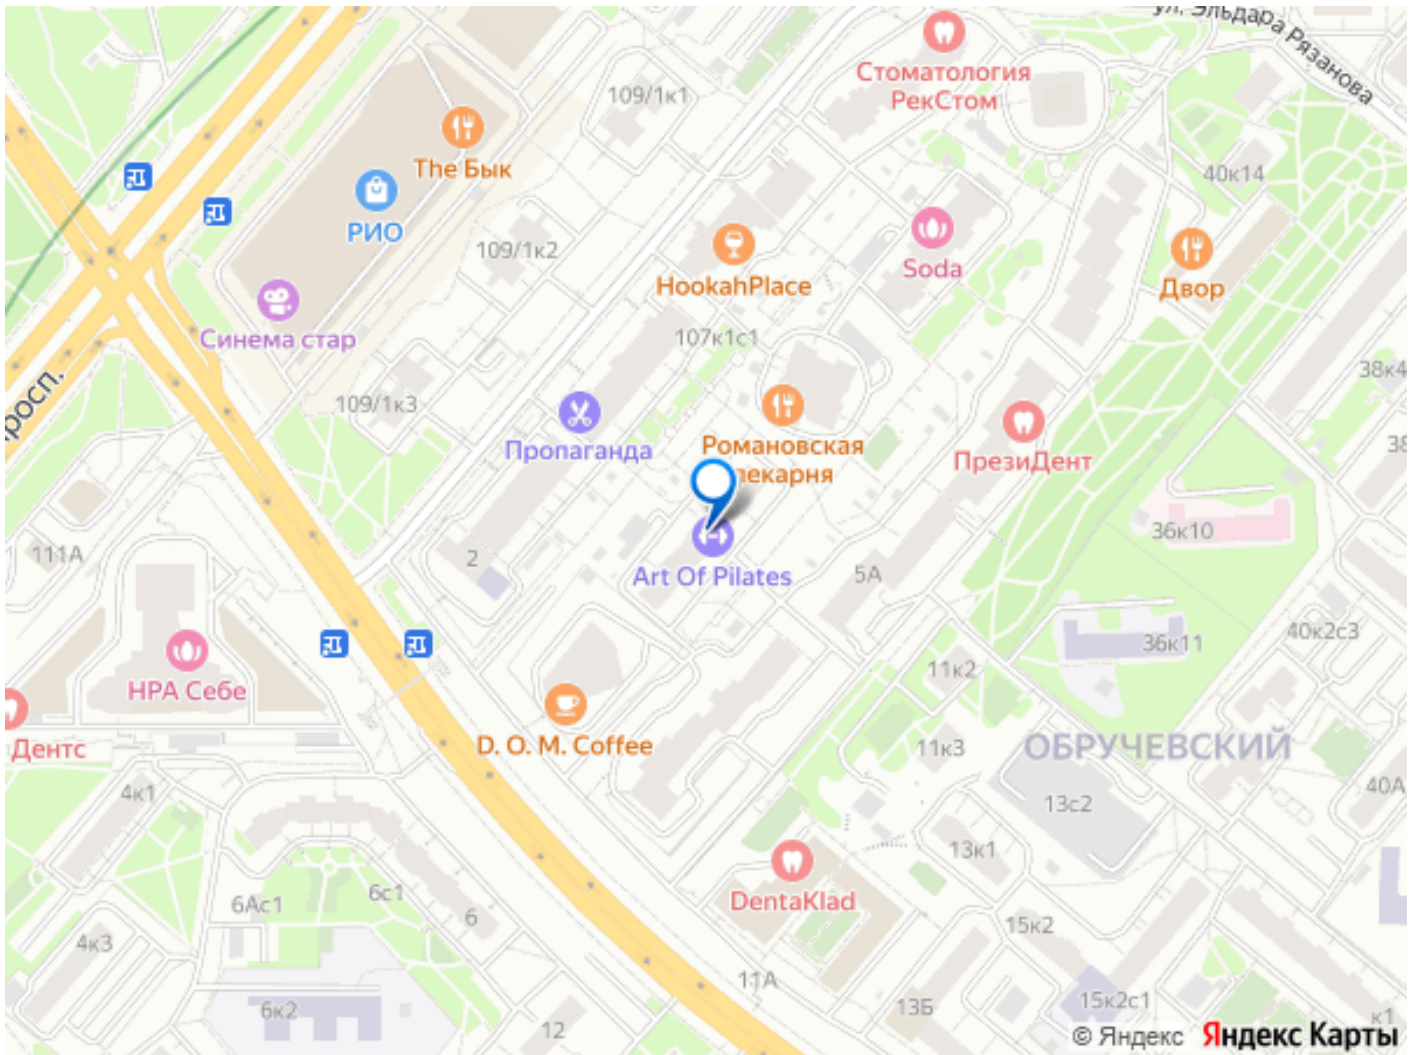 ул. Эльдара Рязанова
Стоматология
РекСтом
109/1к1
The Бык
40к14
РИО
109/1к2
Soda
HookahPlace
Двор
Синема стар
107к1с1
38к4
109/1к3
просп.
Пропаганда
Романовская
пекарня
ПрезиДент
36к10
111А
2
Art Of Pilates
5А
40к2с3
36к11
11к2
НРА Себе
Дентс
D. O. M. Coffee
11к3
ОБРУЧЕВСКИЙ
4к1
13с2
40А
13к1
DentaKlad
6с1
6Ас1
6
15к2
4к3
11А
6к2
13Б
15к2с1
к1
12
© Яндекс Яндекс Карты